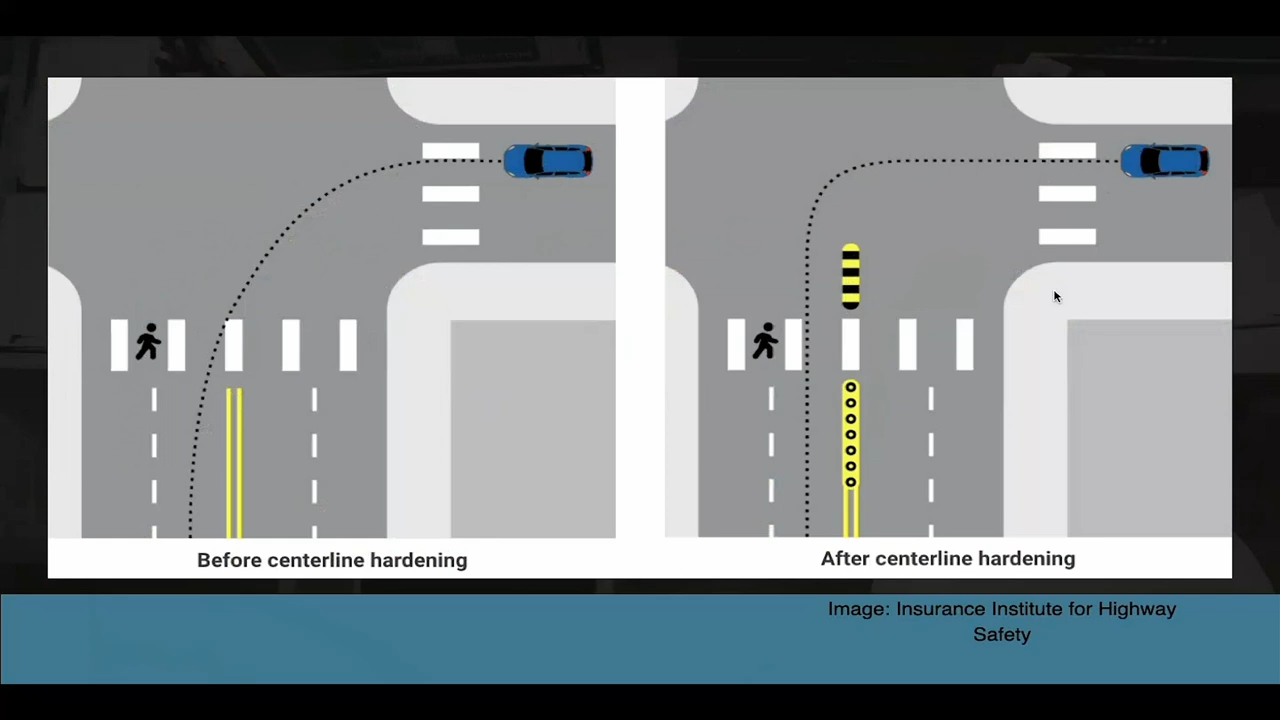 Before centerline hardening
After centerline hardening
Image: Insurance Institute for Highway
Safety